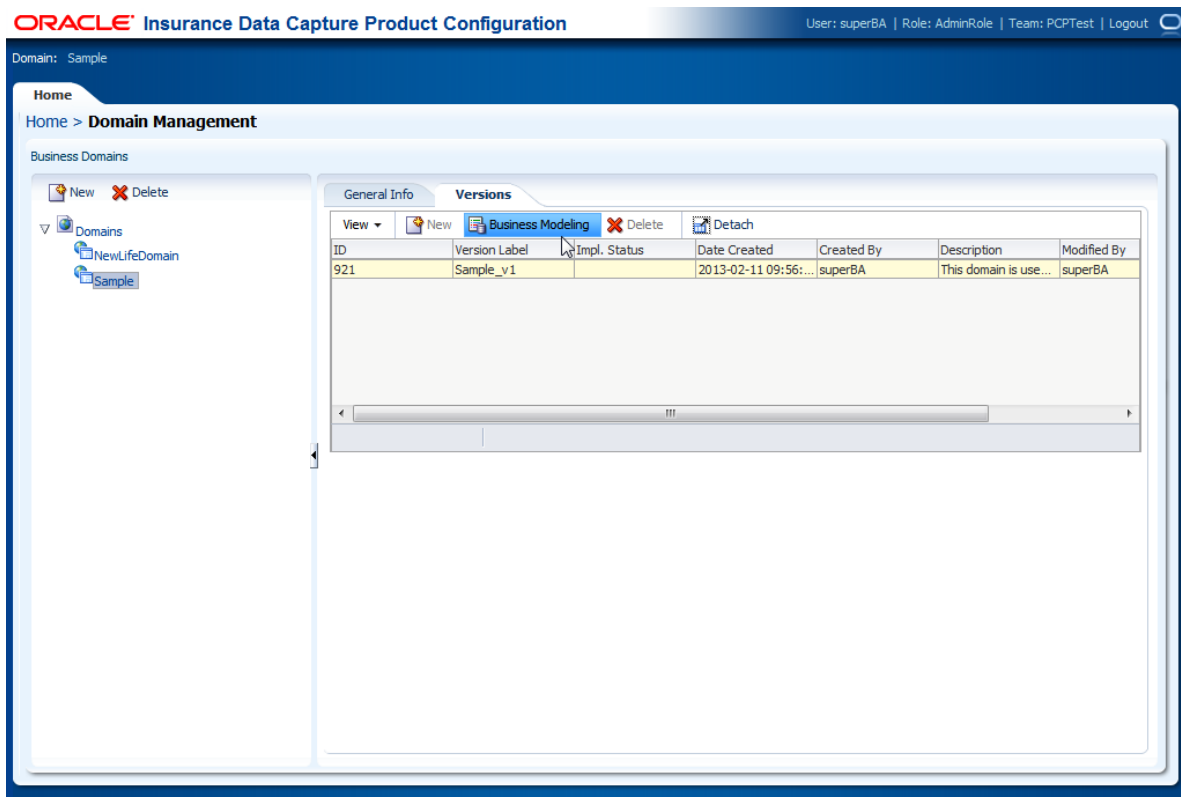 ORACLE® Insurance Data Capture Product Configuration User: superBA | Role: AdminRole | Team: PCPTest | Logout
Domain: Sample
Home
Home > Domain Management
Business Domains
New Delete
General Info Versions
View New Business Modeling Delete Detach
Domains
NewLifeDomain
Sample
ID Version Label Impl. Status Date Created Created By Description Modified By
921 Sample_v1 2013-02-11 09:56:... superBA This domain is use... superBA